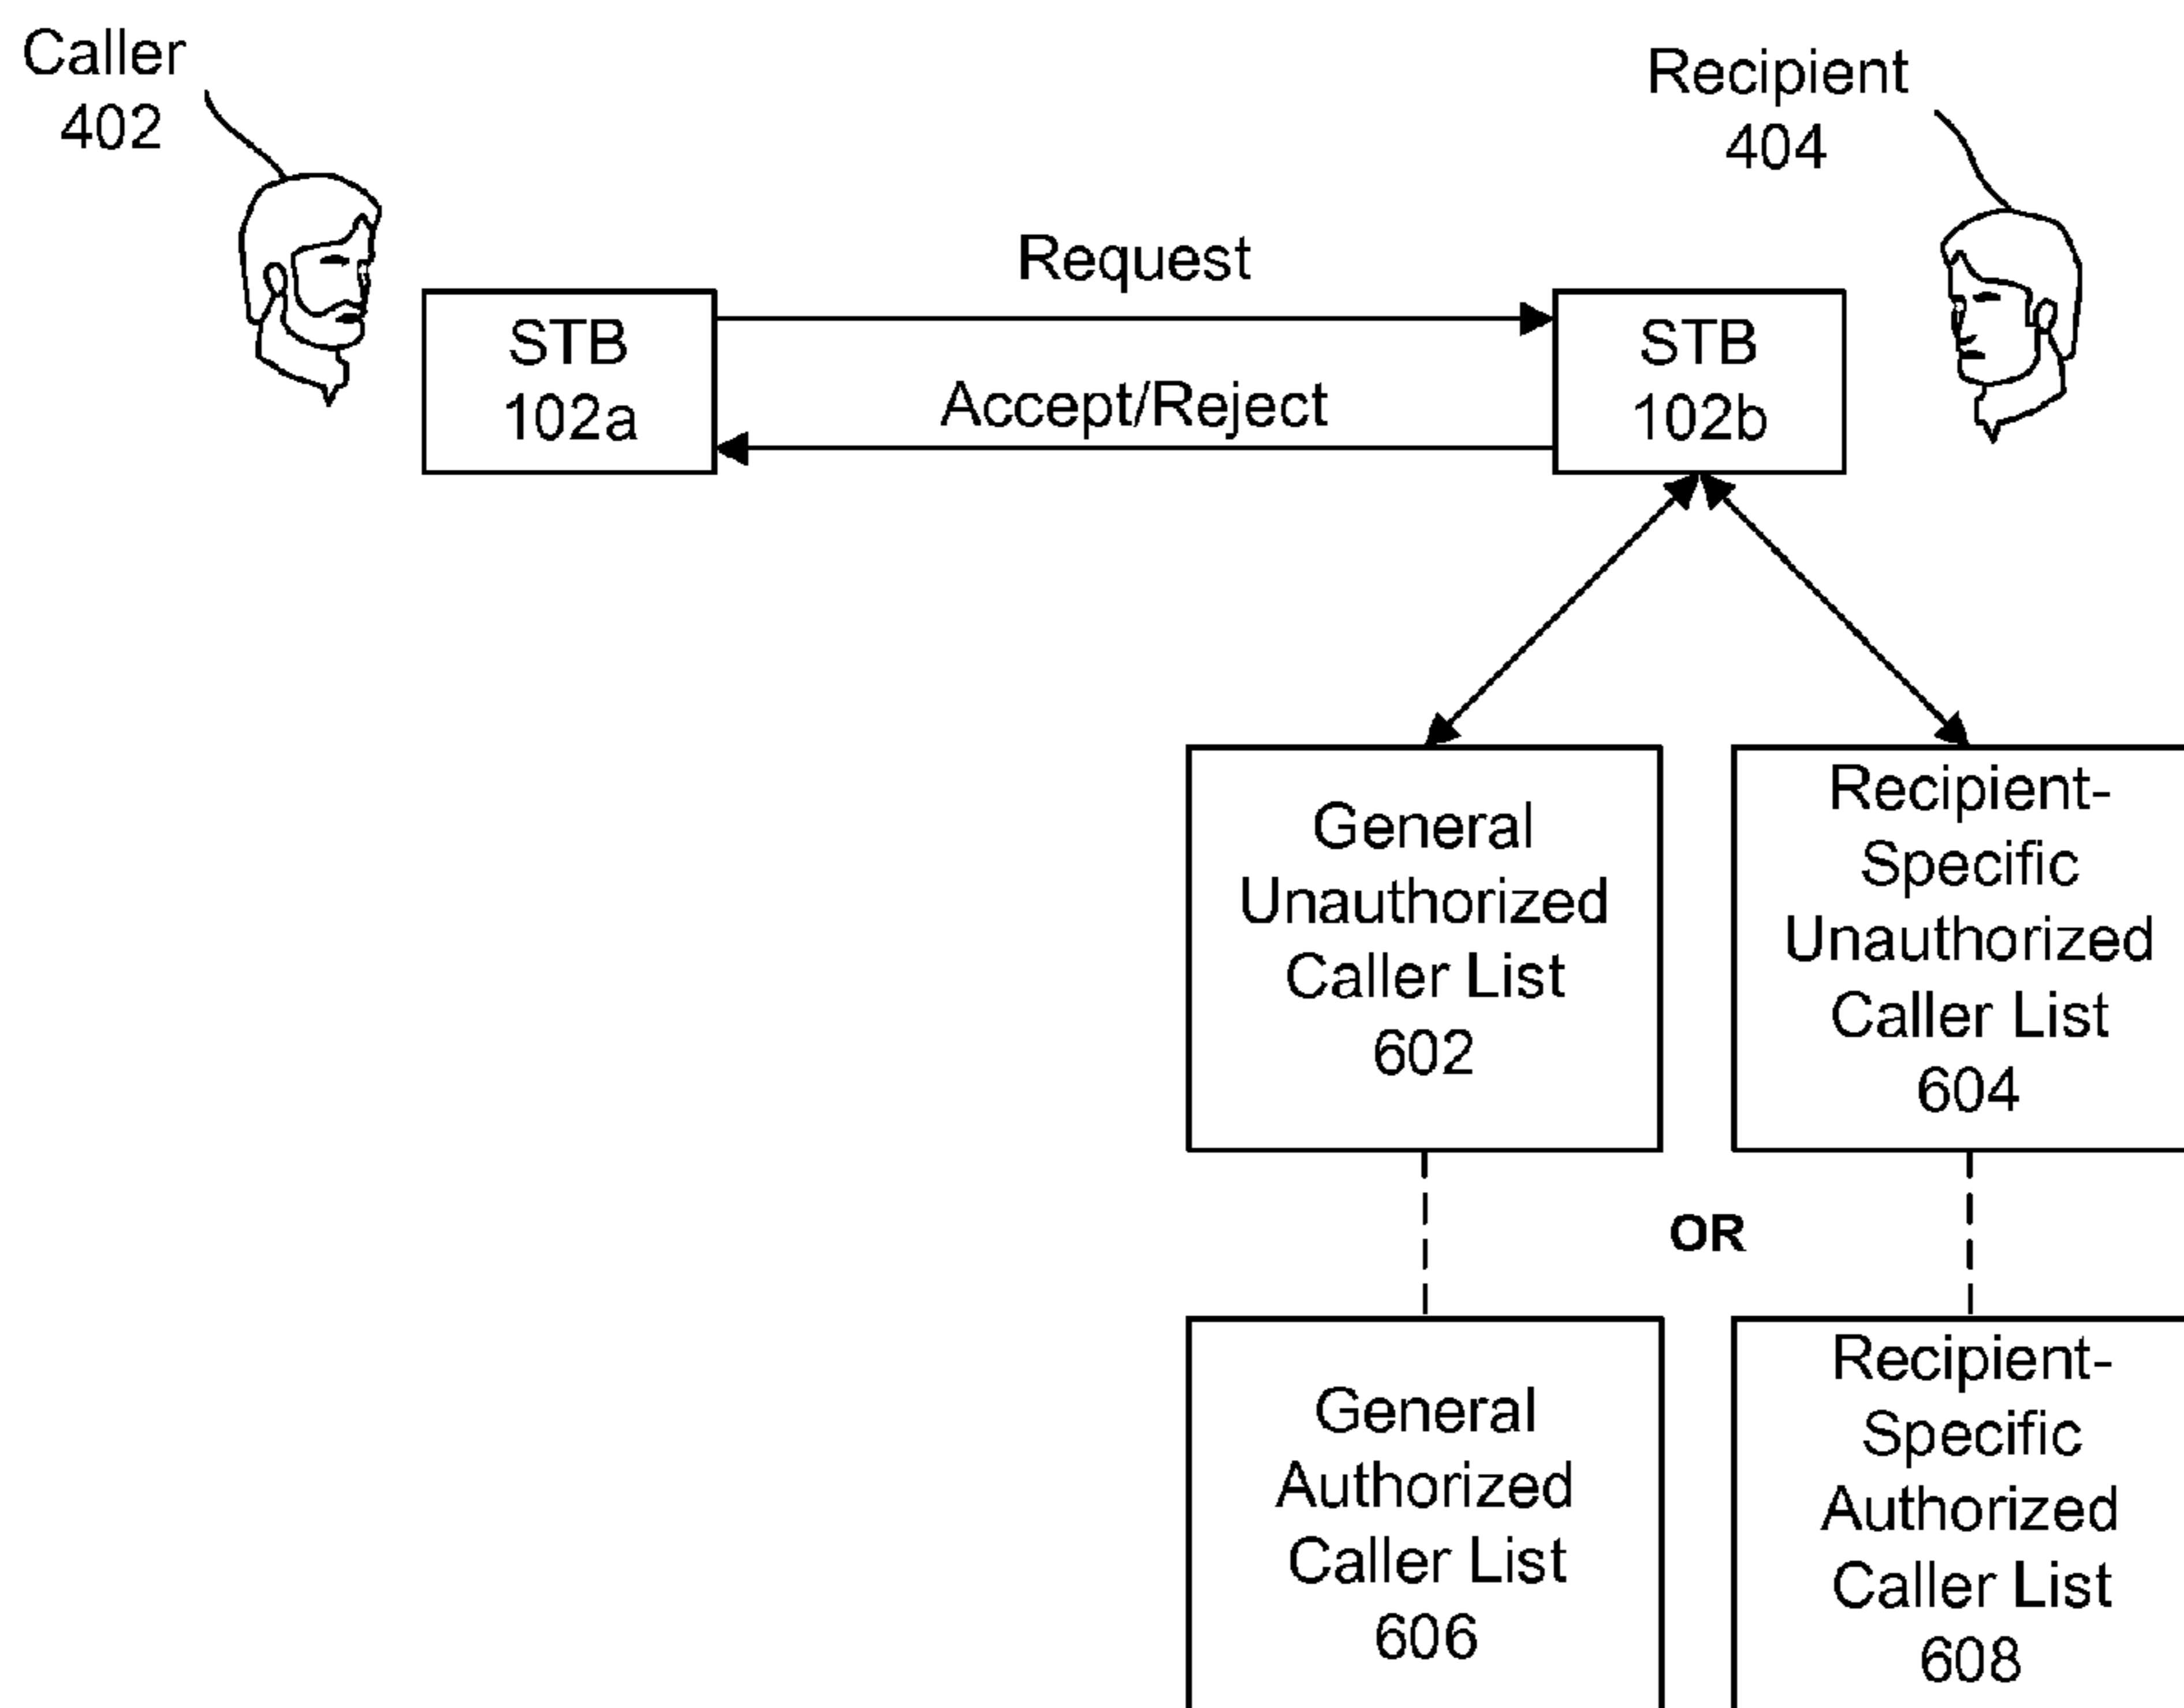 Caller
402
Recipient
404
Request
STB
102a
Accept/Reject
STB
102b
General
Unauthorized
Caller List
602
Recipient-
Specific
Unauthorized
Caller List
604
OR
General
Authorized
Caller List
606
Recipient-
Specific
Authorized
Caller List
608